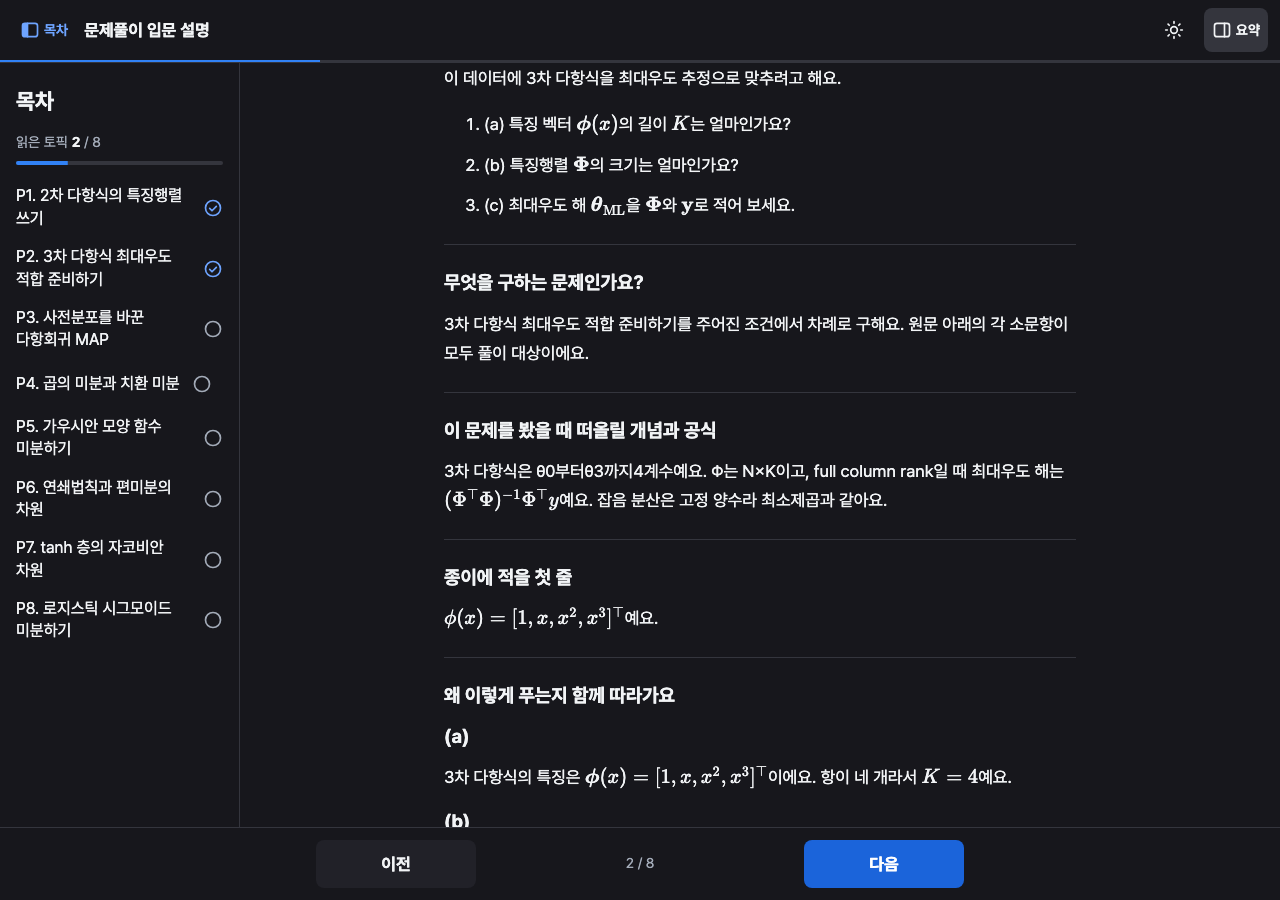 목차 문제풀이 입문 설명 요약
목차
읽은 토픽 2 / 8
P1. 2차 다항식의 특징행렬
쓰기
P2. 3차 다항식 최대우도
적합 준비하기
P3. 사전분포를 바꾼
다항회귀 MAP
P4. 곱의 미분과 치환 미분
P5. 가우시안 모양 함수
미분하기
P6. 연쇄법칙과 편미분의
차원
P7. tanh 층의 자코비안
차원
P8. 로지스틱 시그모이드
미분하기
이 데이터에 3차 다항식을 최대우도 추정으로 맞추려고 해요.
1. (a) 특징 벡터 ϕ(x)의 길이 K는 얼마인가요?
2. (b) 특징행렬 Φ의 크기는 얼마인가요?
3. (c) 최대우도 해 θ_ML을 Φ와 y로 적어 보세요.
무엇을 구하는 문제인가요?
3차 다항식 최대우도 적합 준비하기를 주어진 조건에서 차례로 구해요. 원문 아래의 각 소문항이
모두 풀이 대상이에요.
이 문제를 봤을 때 떠올릴 개념과 공식
3차 다항식은 θ0부터θ3까지4계수예요. Φ는 N×K이고, full column rank일 때 최대우도 해는
(Φ⊤Φ)⁻¹Φ⊤y예요. 잡음 분산은 고정 양수라 최소제곱과 같아요.
종이에 적을 첫 줄
ϕ(x) = [1, x, x², x³]⊤예요.
왜 이렇게 푸는지 함께 따라가요
(a)
3차 다항식의 특징은 ϕ(x) = [1, x, x², x³]⊤이에요. 항이 네 개라서 K = 4예요.
(b)
이전 2 / 8 다음